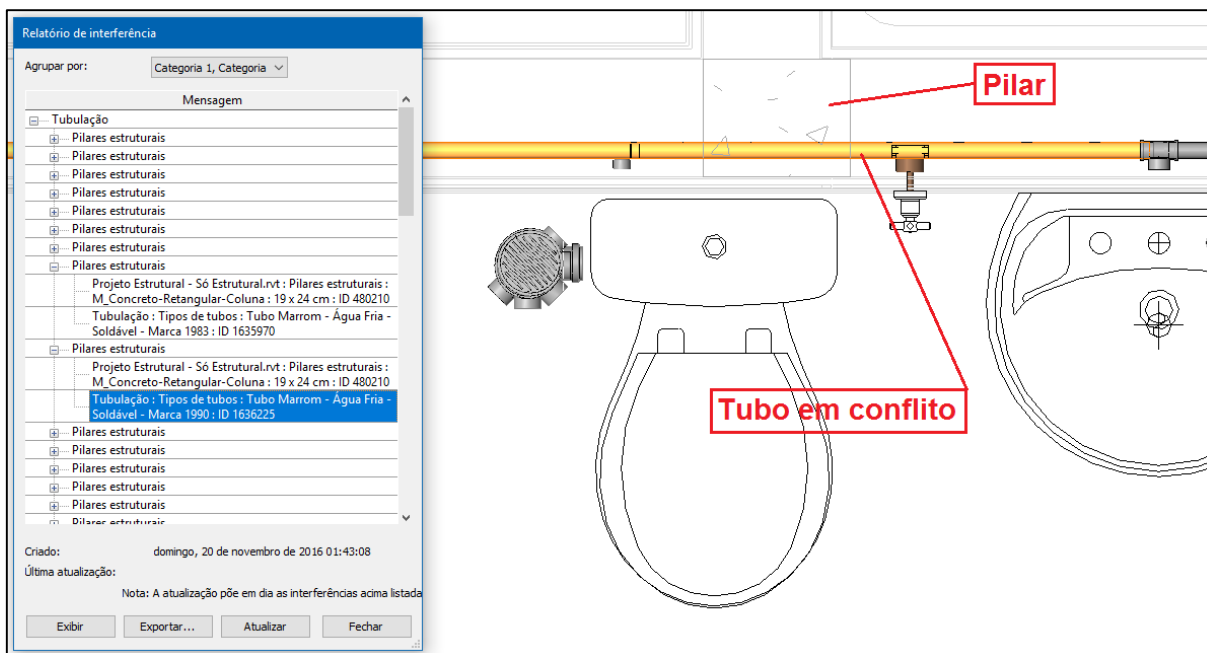 Relatório de interferência
Agrupar por:
Categoria 1, Categoria
Mensagem
Tubulação
Pilares estruturais
Pilares estruturais
Pilares estruturais
Pilares estruturais
Pilares estruturais
Pilares estruturais
Pilares estruturais
Pilares estruturais
Projeto Estrutural - Só Estrutural.rvt : Pilares estruturais :
M_Concreto-Retangular-Coluna : 19 x 24 cm : ID 480210
Tubulação : Tipos de tubos : Tubo Marrom - Água Fria -
Soldável - Marca 1983 : ID 1635970
Pilares estruturais
Projeto Estrutural - Só Estrutural.rvt : Pilares estruturais :
M_Concreto-Retangular-Coluna : 19 x 24 cm : ID 480210
Tubulação : Tipos de tubos : Tubo Marrom - Água Fria -
Soldável - Marca 1990 : ID 1636225
Pilares estruturais
Pilares estruturais
Pilares estruturais
Pilares estruturais
Pilares estruturais
Pilares estruturais
Criado:
domingo, 20 de novembro de 2016 01:43:08
Última atualização:
Nota: A atualização põe em dia as interferências acima listada
Exibir
Exportar...
Atualizar
Fechar
Pilar
Tubo em conflito